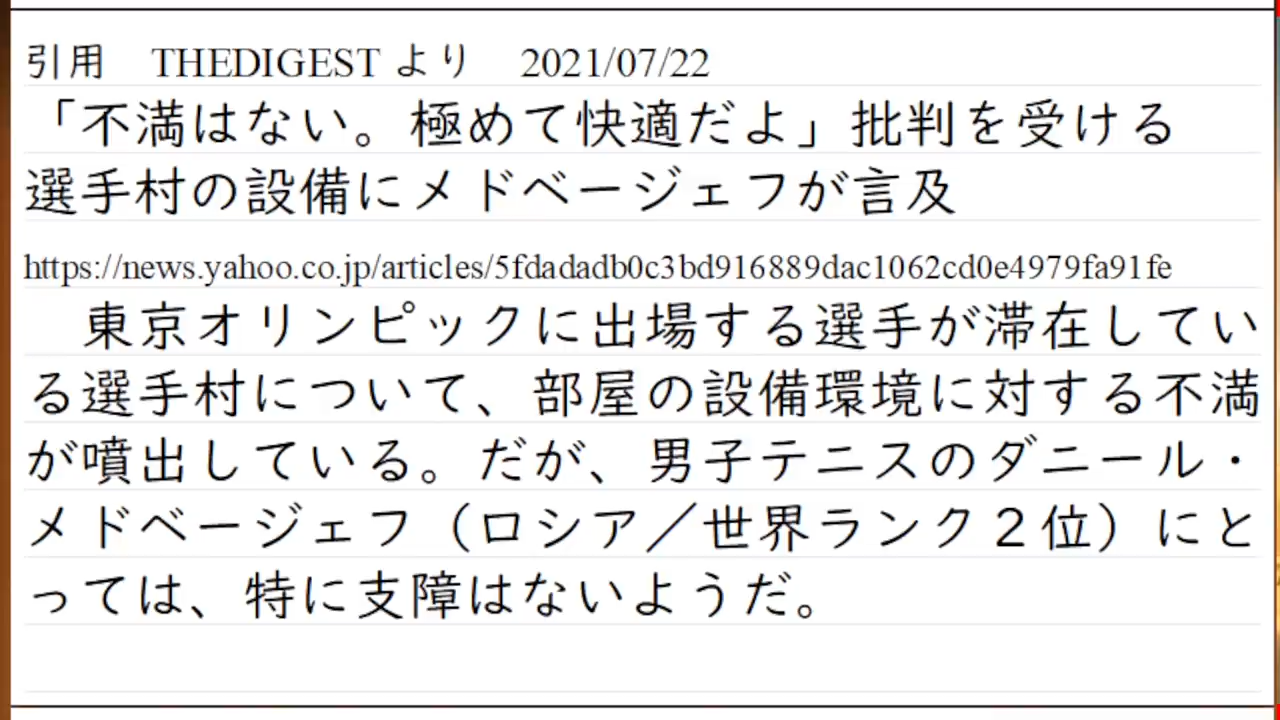 引用　THEDIGEST より　2021/07/22
「不満はない。極めて快適だよ」批判を受ける
選手村の設備にメドベージェフが言及
https://news.yahoo.co.jp/articles/5fdadadb0c3bd916889dac1062cd0e4979fa91fe
　東京オリンピックに出場する選手が滞在してい
る選手村について、部屋の設備環境に対する不満
が噴出している。だが、男子テニスのダニール・
メドベージェフ（ロシア／世界ランク２位）にと
っては、特に支障はないようだ。